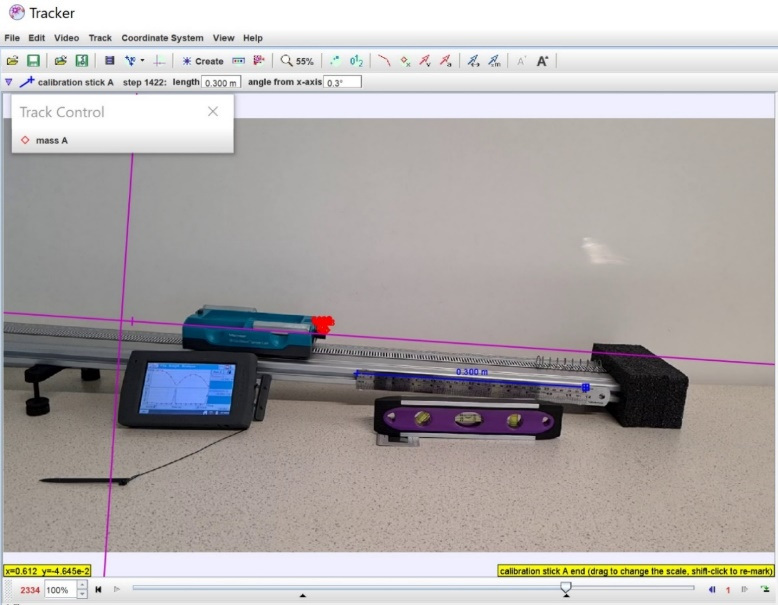 Tracker
File Edit Video Track Coordinate System View Help
Create 55%
calibration stick A step 1422: length 0.300 m angle from x-axis 0.3°
Track Control
mass A
0.300 m
x=0.612 y=-4.645e-2
calibration stick A end (drag to change the scale, shift-click to re-mark)
2334 100% 1